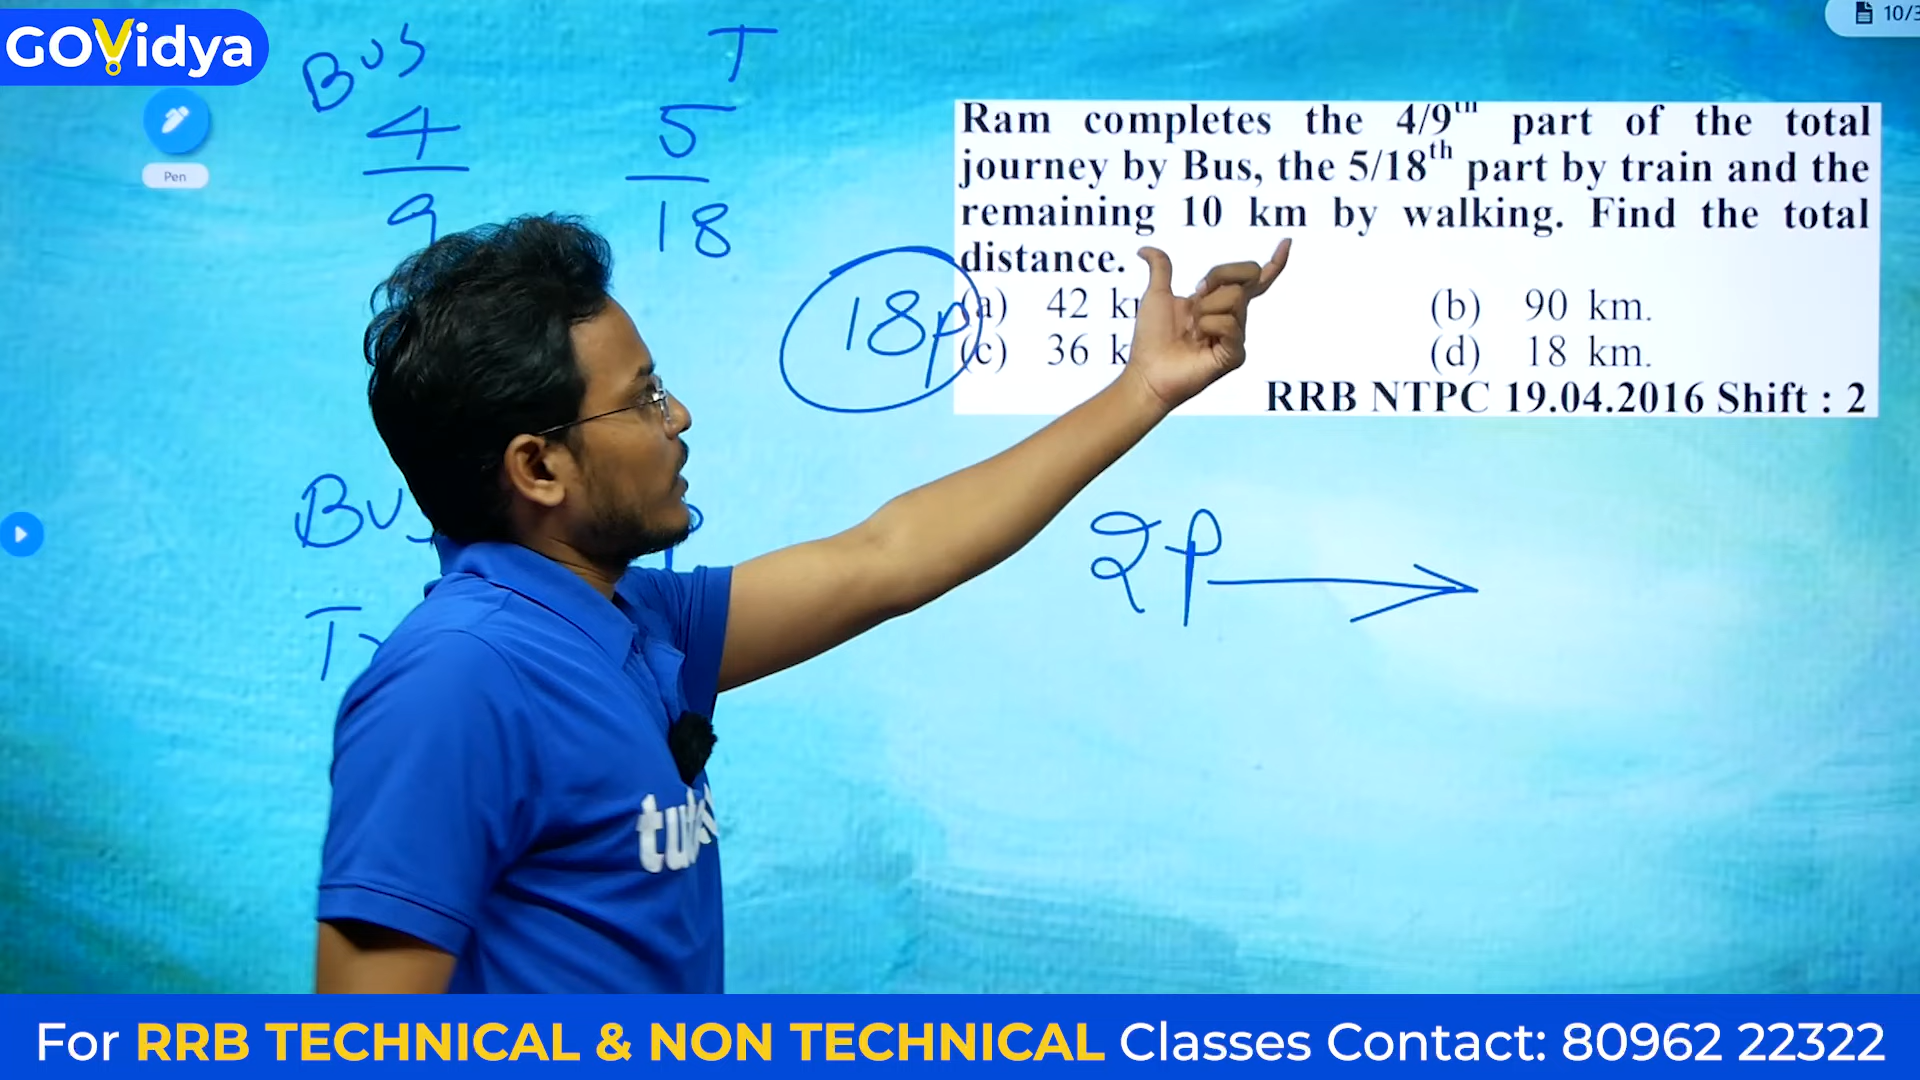 GOVidya
10/3
Pen
BUS
4
9
T
5
18
18p
Ram completes the 4/9th part of the total
journey by Bus, the 5/18th part by train and the
remaining 10 km by walking. Find the total
distance.
(a) 42 (b) 90 km.
(c) 36 (d) 18 km.
RRB NTPC 19.04.2016 Shift : 2
2p
For RRB TECHNICAL & NON TECHNICAL Classes Contact: 80962 22322